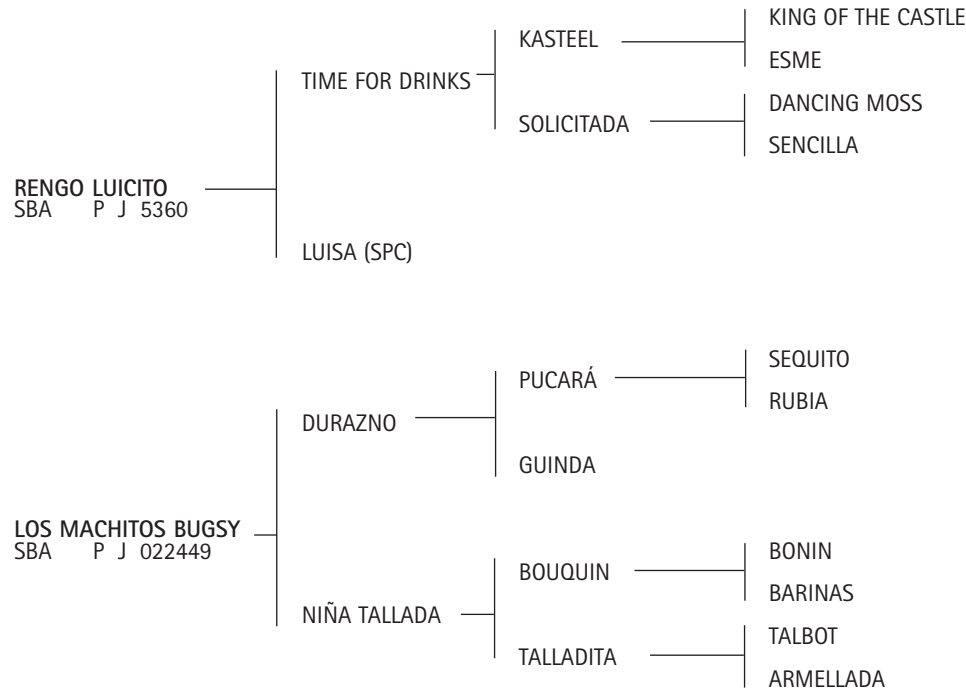 KING OF THE CASTLE
KASTEEL
ESME
TIME FOR DRINKS
DANCING MOSS
SOLICITADA
SENCILLA
RENGO LUICITO
SBA P J 5360
LUISA (SPC)
SEQUITO
PUCARÁ
RUBIA
DURAZNO
GUINDA
LOS MACHITOS BUGSY
SBA P J 022449
BONIN
BOUQUIN
BARINAS
NIÑA TALLADA
TALBOT
TALLADITA
ARMELLADA